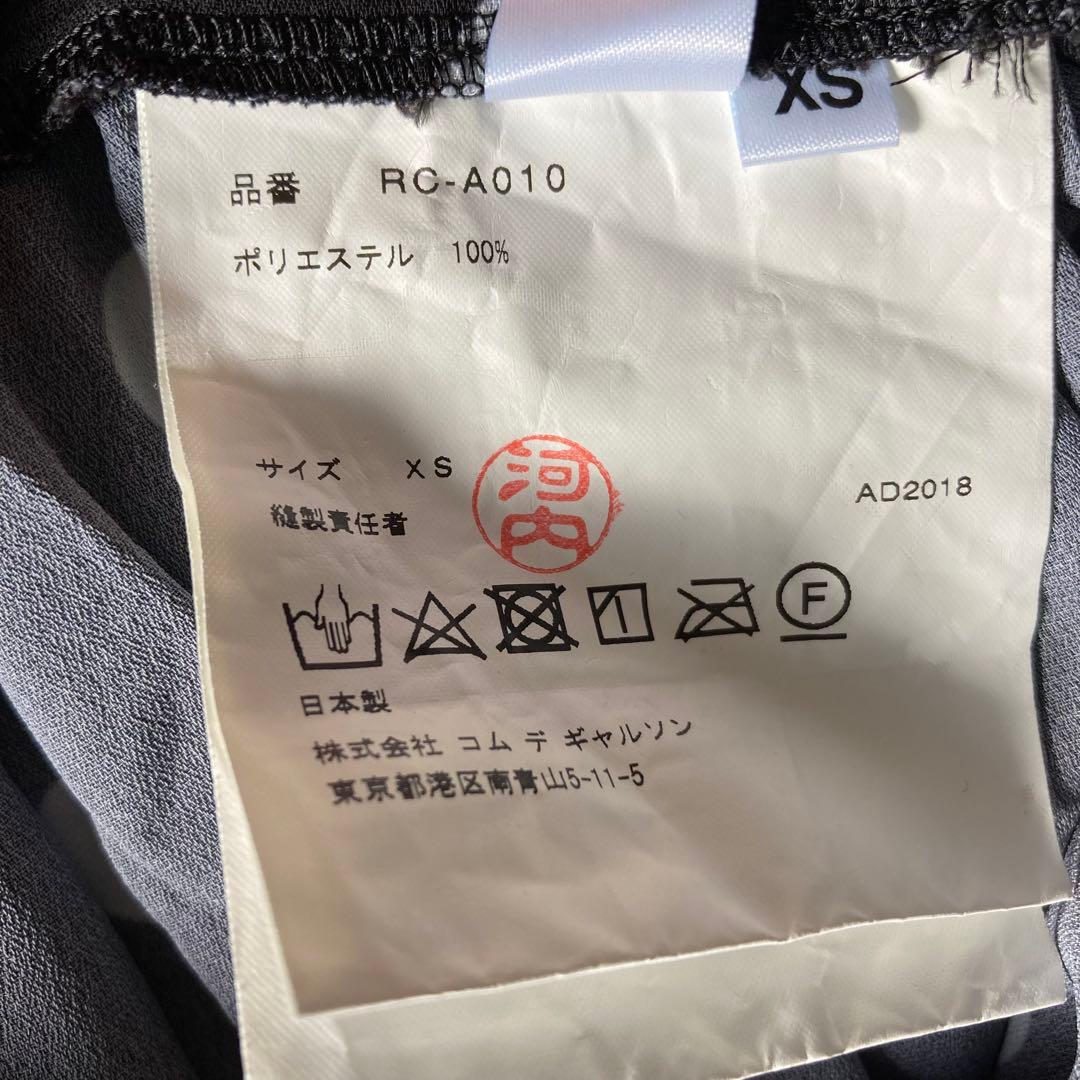 XS
品番 RC-A010
ポリエステル 100%
サイズ XS
河内
AD2018
縫製責任者
F
日本製
株式会社 コム デ ギャルソン
東京都港区南青山5-11-5